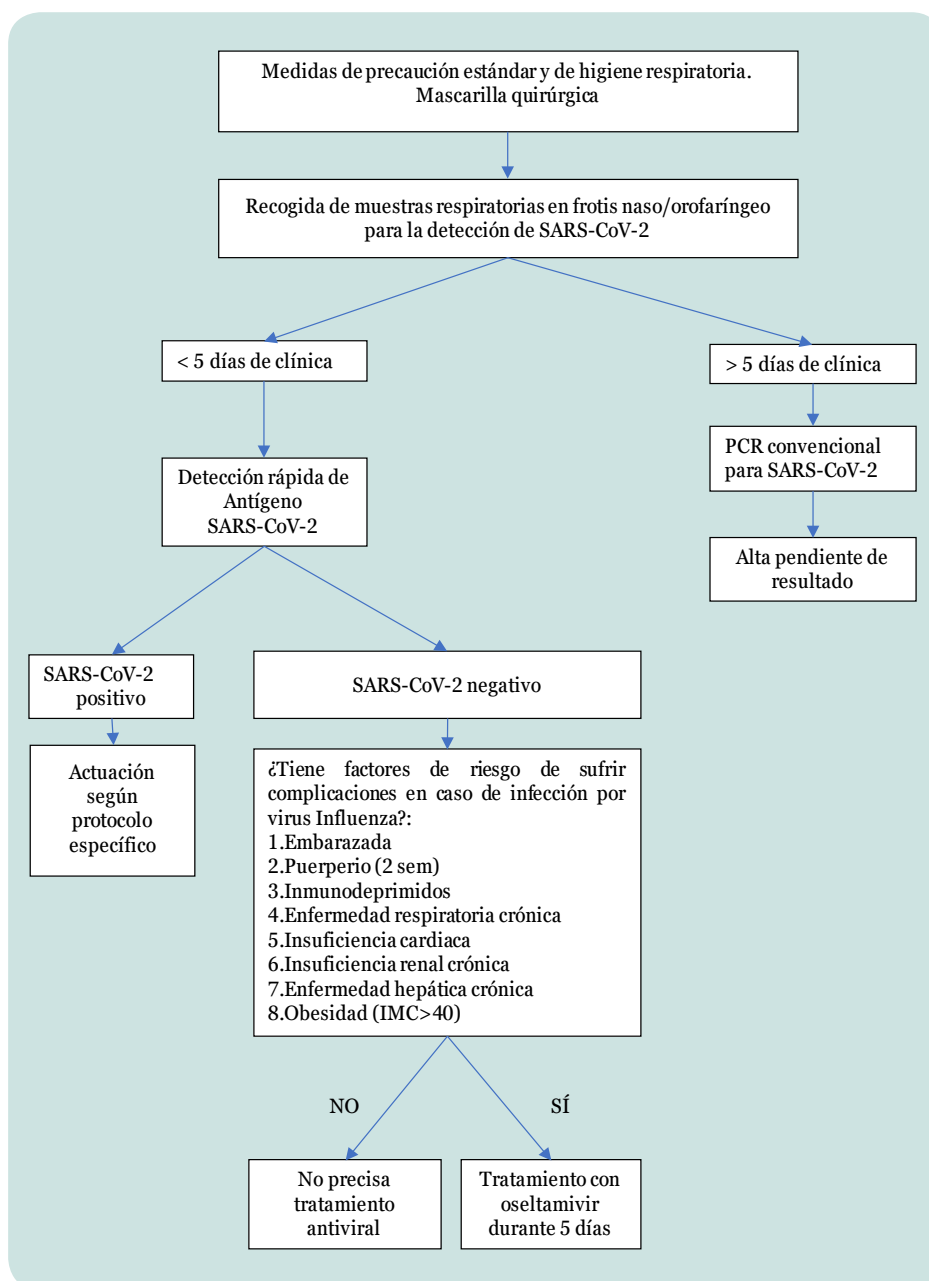 Medidas de precaución estándar y de higiene respiratoria.
Mascarilla quirúrgica
Recogida de muestras respiratorias en frotis naso/orofaríngeo
para la detección de SARS-CoV-2
< 5 días de clínica
> 5 días de clínica
PCR convencional
para SARS-CoV-2
Detección rápida de
Antígeno
SARS-CoV-2
Alta pendiente de
resultado
SARS-CoV-2
positivo
SARS-CoV-2 negativo
Actuación
según
protocolo
específico
¿Tiene factores de riesgo de sufrir
complicaciones en caso de infección por
virus Influenza?:
1.Embarazada
2.Puerperio (2 sem)
3.Inmunodeprimidos
4.Enfermedad respiratoria crónica
5.Insuficiencia cardiaca
6.Insuficiencia renal crónica
7.Enfermedad hepática crónica
8.Obesidad (IMC>40)
NO
SÍ
No precisa
tratamiento
antiviral
Tratamiento con
oseltamivir
durante 5 días